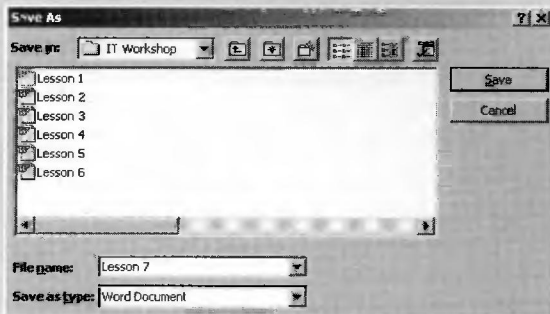 Save As
Save in: IT Workshop
Lesson 1
Lesson 2
Lesson 3
Lesson 4
Lesson 5
Lesson 6
Save
Cancel
File name: Lesson 7
Save as type: Word Document